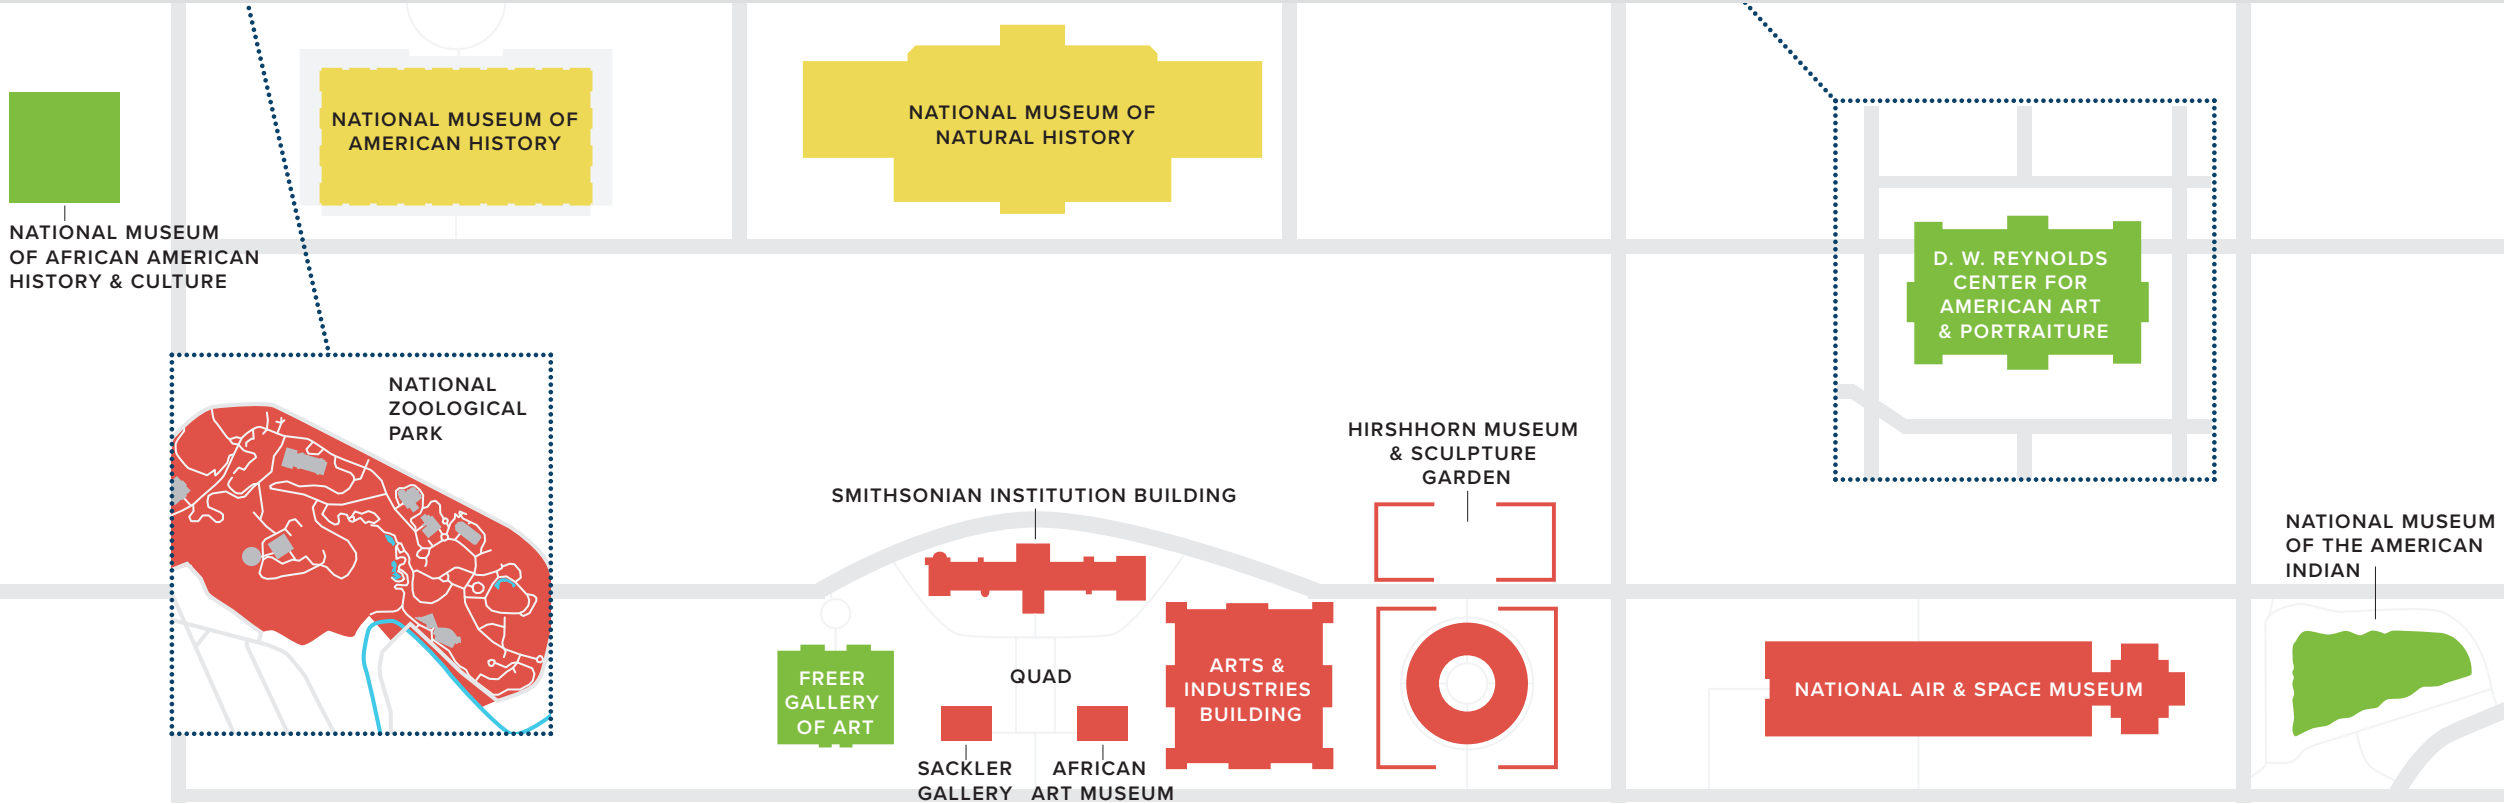 NATIONAL MUSEUM OF
AMERICAN HISTORY
NATIONAL MUSEUM OF
NATURAL HISTORY
NATIONAL MUSEUM
OF AFRICAN AMERICAN
HISTORY & CULTURE
D. W. REYNOLDS
CENTER FOR
AMERICAN ART
& PORTRAITURE
NATIONAL
ZOOLOGICAL
PARK
HIRSHHORN MUSEUM
& SCULPTURE
GARDEN
SMITHSONIAN INSTITUTION BUILDING
NATIONAL MUSEUM
OF THE AMERICAN
INDIAN
FREER
GALLERY
OF ART
QUAD
ARTS &
INDUSTRIES
BUILDING
NATIONAL AIR & SPACE MUSEUM
SACKLER
GALLERY
AFRICAN
ART MUSEUM